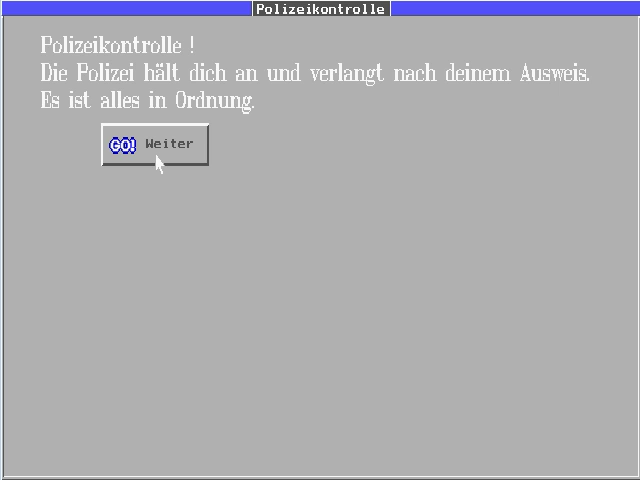 Polizeikontrolle
Polizeikontrolle !
Die Polizei hält dich an und verlangt nach deinem Ausweis.
Es ist alles in Ordnung.
GO! Weiter